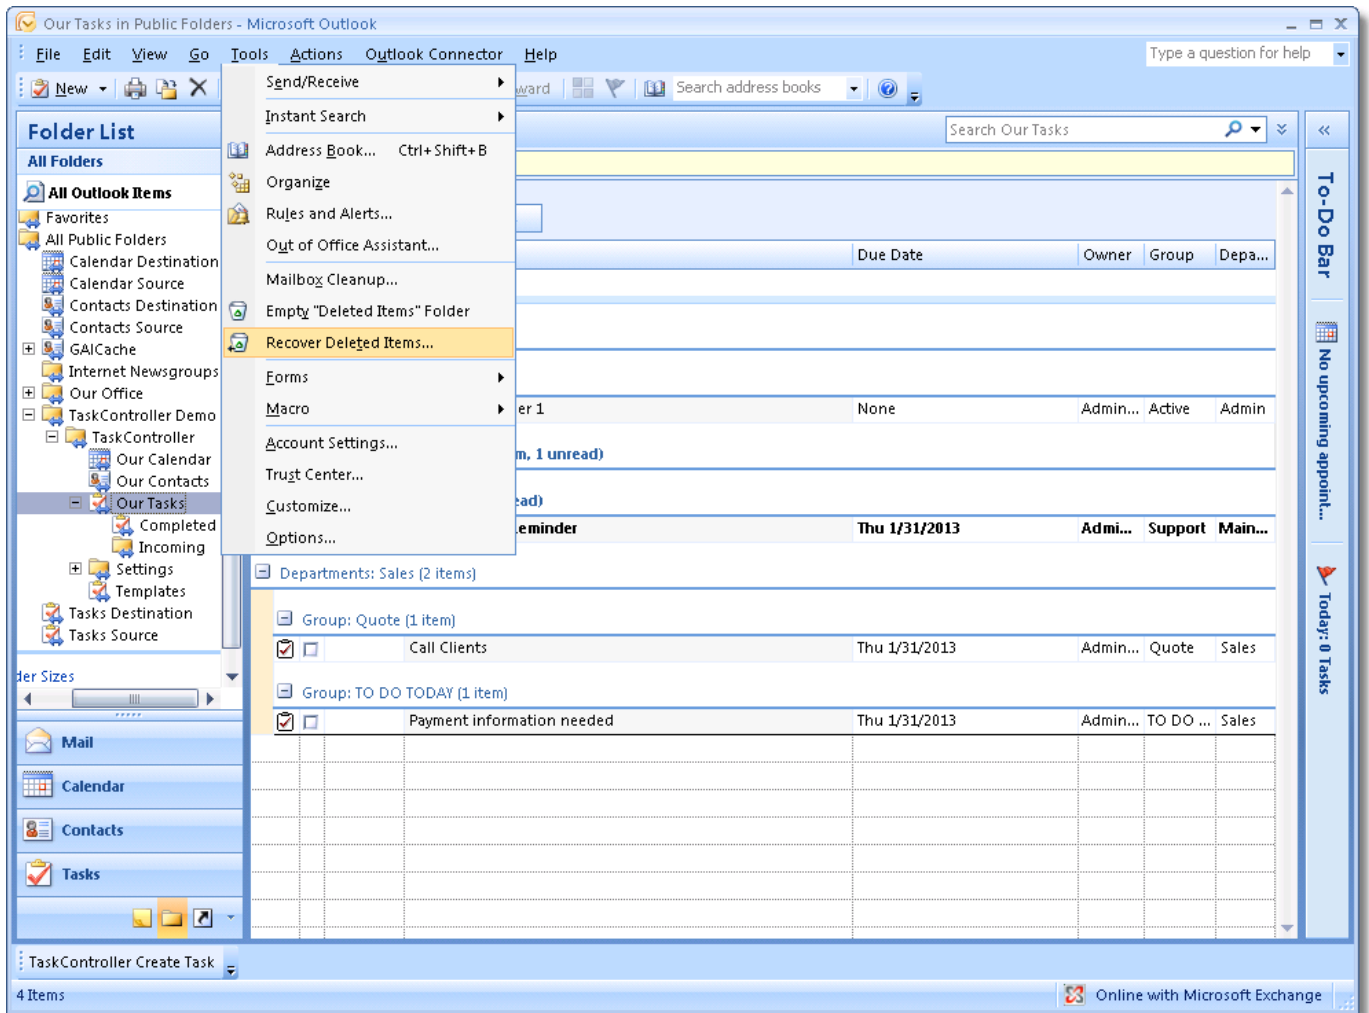 Our Tasks in Public Folders - Microsoft Outlook
File Edit View Go Tools Actions Outlook Connector Help Type a question for help
New Search address books
Send/Receive
Instant Search
Address Book... Ctrl+Shift+B
Organize
Rules and Alerts...
Out of Office Assistant...
Mailbox Cleanup...
Empty "Deleted Items" Folder
Recover Deleted Items...
Forms
Macro
Account Settings...
Trust Center...
Customize...
Options...
Folder List
All Folders
All Outlook Items
Favorites
All Public Folders
Calendar Destination
Calendar Source
Contacts Destination
Contacts Source
GAlCache
Internet Newsgroups
Our Office
TaskController Demo
TaskController
Our Calendar
Our Contacts
Our Tasks
Completed
Incoming
Settings
Templates
Tasks Destination
Tasks Source
der Sizes
Mail
Calendar
Contacts
Tasks
Search Our Tasks
Due Date Owner Group Depa...
er 1 None Admin... Active Admin
m, 1 unread)
ead)
eminder Thu 1/31/2013 Admi... Support Main...
Departments: Sales (2 items)
Group: Quote (1 item)
Call Clients Thu 1/31/2013 Admin... Quote Sales
Group: TO DO TODAY (1 item)
Payment information needed Thu 1/31/2013 Admin... TO DO ... Sales
To-Do Bar
No upcoming appoint...
Today: 0 Tasks
TaskController Create Task
4 Items Online with Microsoft Exchange